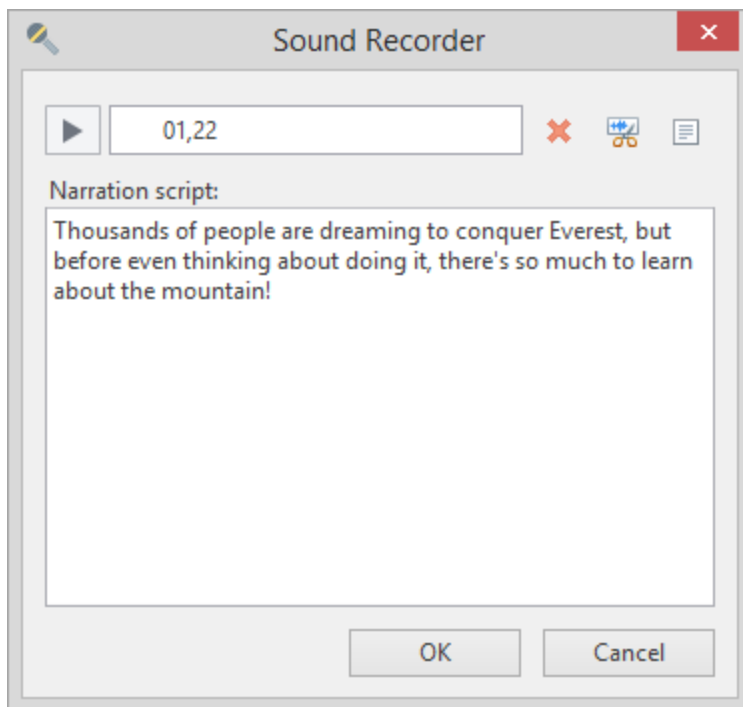 Sound Recorder
01,22
Narration script:
Thousands of people are dreaming to conquer Everest, but
before even thinking about doing it, there's so much to learn
about the mountain!
OK
Cancel